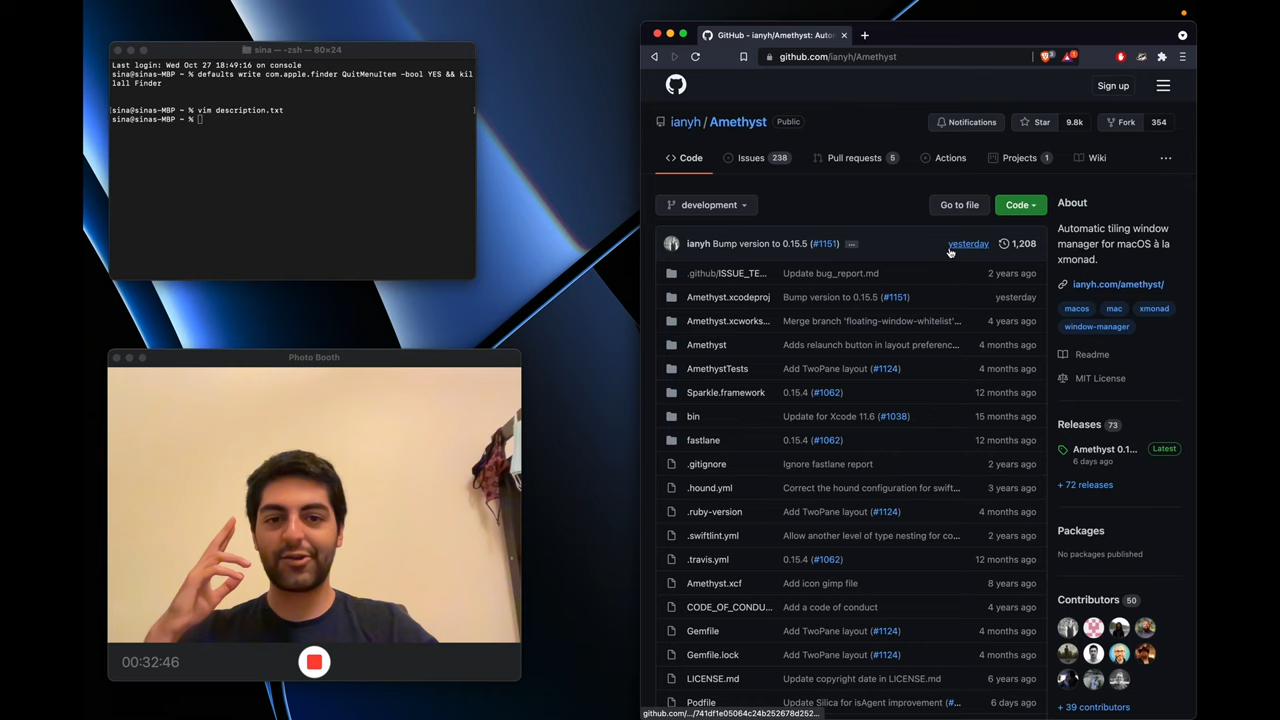 sina — -zsh — 80×24
Last login: Wed Oct 27 18:49:16 on console
sina@sinas-MBP ~ % defaults write com.apple.finder QuitMenuItem -bool YES && kil
lall Finder
[sina@sinas-MBP ~ % vim description.txt ]
sina@sinas-MBP ~ %
Photo Booth
00:32:46
GitHub - ianyh/Amethyst: Auto
github.com/ianyh/Amethyst
Sign up
ianyh / Amethyst Public
Notifications Star 9.8k Fork 354
Code Issues 238 Pull requests 5 Actions Projects 1 Wiki ...
development Go to file Code
ianyh Bump version to 0.15.5 (#1151) ... yesterday 1,208
.github/ISSUE_TE... Update bug_report.md 2 years ago
Amethyst.xcodeproj Bump version to 0.15.5 (#1151) yesterday
Amethyst.xcworks... Merge branch 'floating-window-whitelist'... 4 years ago
Amethyst Adds relaunch button in layout preferenc... 4 months ago
AmethystTests Add TwoPane layout (#1124) 4 months ago
Sparkle.framework 0.15.4 (#1062) 12 months ago
bin Update for Xcode 11.6 (#1038) 15 months ago
fastlane 0.15.4 (#1062) 12 months ago
.gitignore Ignore fastlane report 2 years ago
.hound.yml Correct the hound configuration for swift... 3 years ago
.ruby-version Add TwoPane layout (#1124) 4 months ago
.swiftlint.yml Allow another level of type nesting for co... 2 years ago
.travis.yml 0.15.4 (#1062) 12 months ago
Amethyst.xcf Add icon gimp file 8 years ago
CODE_OF_CONDU... Add a code of conduct 4 years ago
Gemfile Add TwoPane layout (#1124) 4 months ago
Gemfile.lock Add TwoPane layout (#1124) 4 months ago
LICENSE.md Update copyright date in LICENSE.md 6 years ago
Podfile Update Silica for isAgent improvement (#... 6 days ago
github.com/.../741df1e05064c24b252678d252...
About
Automatic tiling window
manager for macOS à la
xmonad.
ianyh.com/amethyst/
macos mac xmonad
window-manager
Readme
MIT License
Releases 73
Amethyst 0.1... Latest
6 days ago
+ 72 releases
Packages
No packages published
Contributors 50
+ 39 contributors